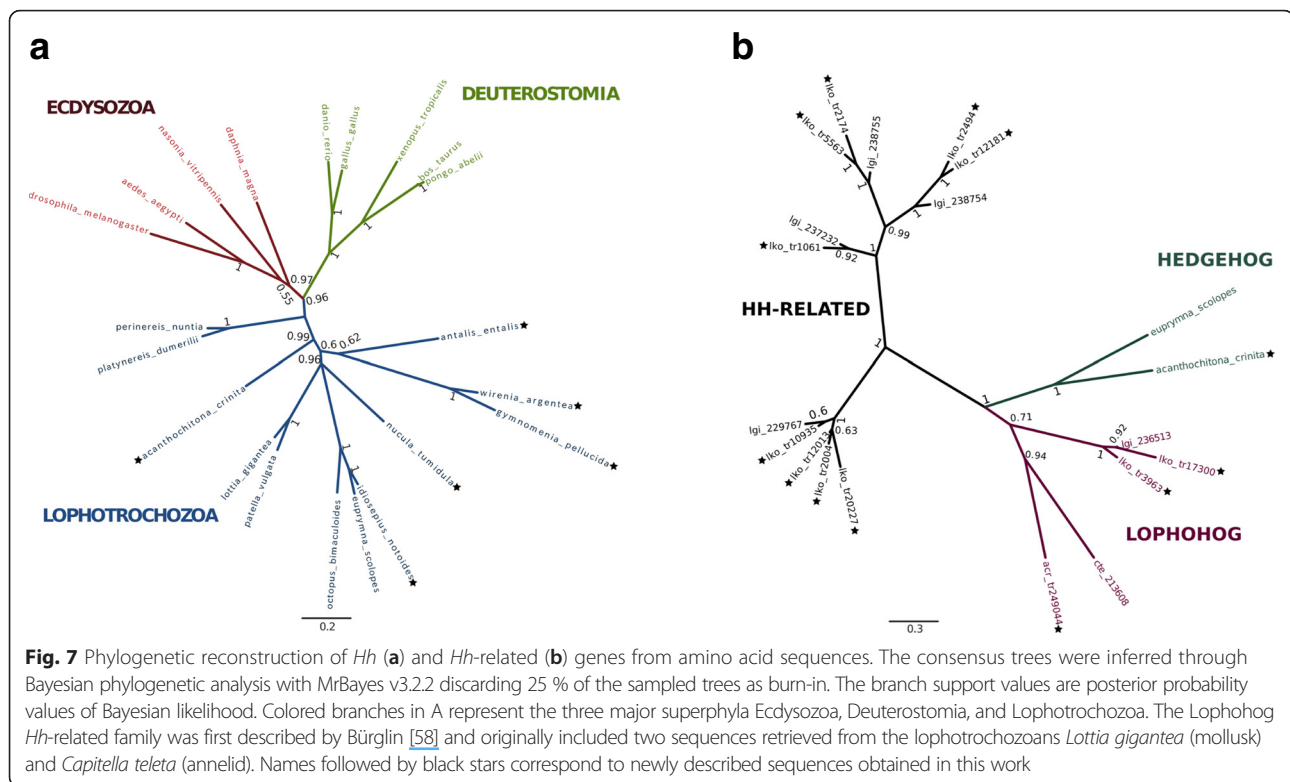 a
b
ECDYSOZOA
DEUTEROSTOMIA
drosophila_melanogaster
aedes_aegypti
nasonia_vitripennis
daphnia_magna
danio_rerio
gallus_gallus
xenopus_tropicalis
bos_taurus
pongo_abelii
1
1
1
1
1
0.97
0.55
0.96
perinereis_nuntia
1
platynereis_dumerilii
0.99
0.6
0.62
0.96
antalis_entalis★
wirenia_argentea★
1
gymnomenia_pellucida
★
★acanthochitona_crinita
lottia_gigantea
1
patella_vulgata
nucula_tumidula★
1
1
octopus_bimaculoides
euprymna_scolopes
idiosepius_notoides
★
LOPHOTROCHOZOA
0.2
★lko_tr2174
★lko_tr5563
lgi_238755
1
1
lko_tr2494★
lko_tr12181★
1
1
lgi_238754
0.99
lgi_237232
★lko_tr1061
0.92
1
HH-RELATED
1
HEDGEHOG
euprymna_scolopes
acanthochitona_crinita★
1
1
0.71
0.92
lgi_236513
lko_tr17300★
1
lko_tr3963★
0.94
LOPHOHOG
cte_213608
acr_tr249044
★
0.6
1
0.63
lgi_229767
★lko_tr10935
★lko_tr12013
★lko_tr2004
lko_tr20227
★
0.3
Fig. 7 Phylogenetic reconstruction of Hh (a) and Hh-related (b) genes from amino acid sequences. The consensus trees were inferred through
Bayesian phylogenetic analysis with MrBayes v3.2.2 discarding 25 % of the sampled trees as burn-in. The branch support values are posterior probability
values of Bayesian likelihood. Colored branches in A represent the three major superphyla Ecdysozoa, Deuterostomia, and Lophotrochozoa. The Lophohog
Hh-related family was first described by Bürglin [58] and originally included two sequences retrieved from the lophotrochozoans Lottia gigantea (mollusk)
and Capitella teleta (annelid). Names followed by black stars correspond to newly described sequences obtained in this work